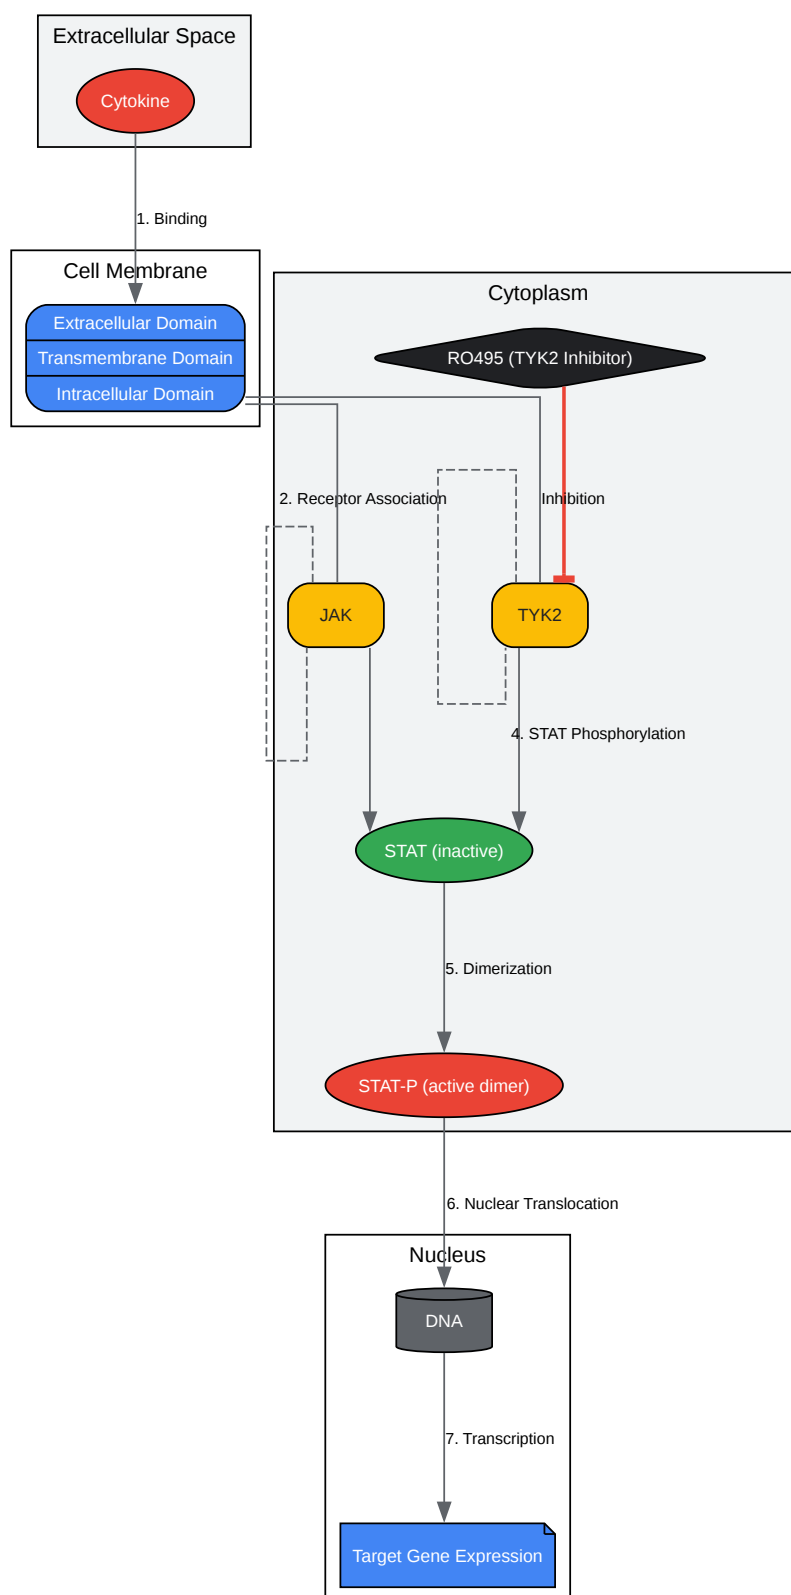 Extracellular Space
Cytokine
1. Binding
Cell Membrane
Extracellular Domain
Transmembrane Domain
Intracellular Domain
Cytoplasm
RO495 (TYK2 Inhibitor)
2. Receptor Association
Inhibition
JAK
TYK2
4. STAT Phosphorylation
STAT (inactive)
5. Dimerization
STAT-P (active dimer)
6. Nuclear Translocation
Nucleus
DNA
7. Transcription
Target Gene Expression